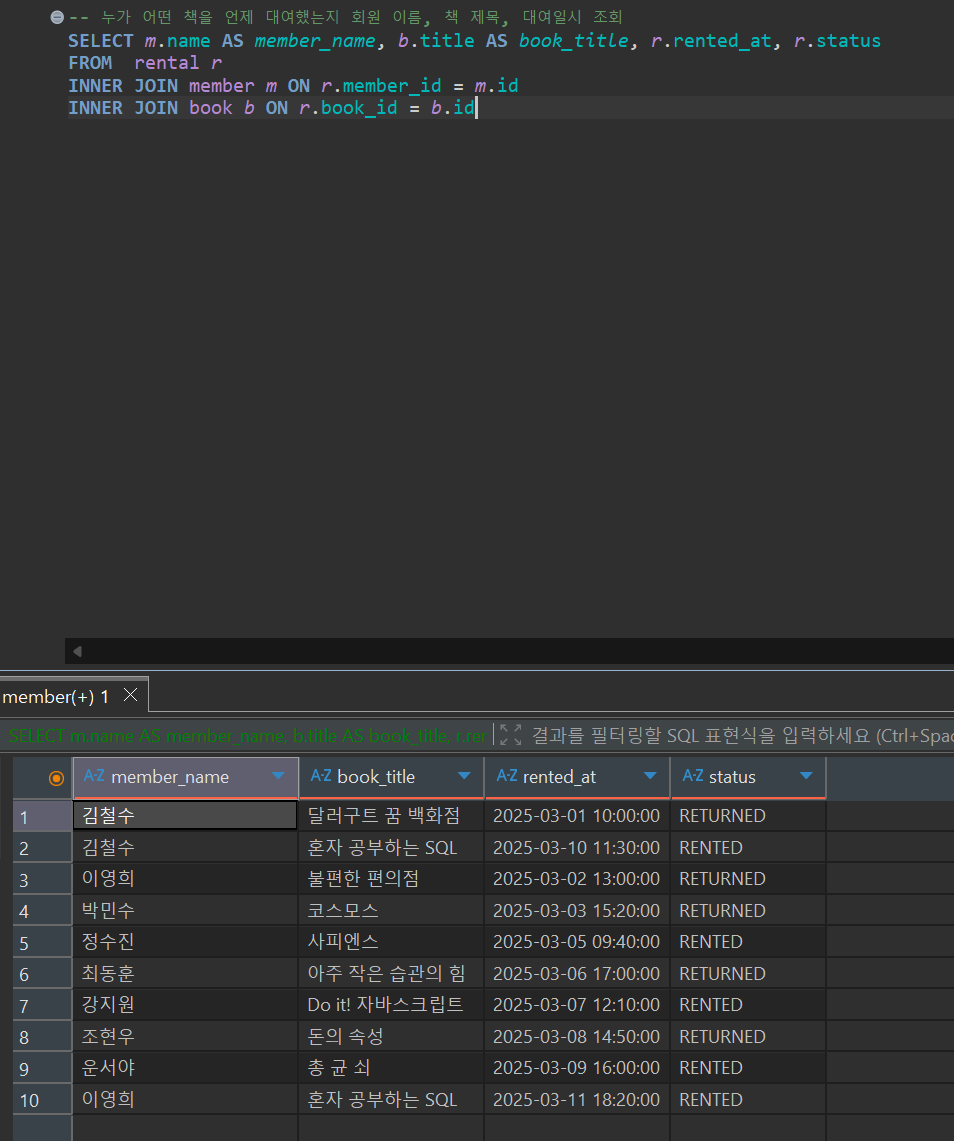 -- 누가 어떤 책을 언제 대여했는지 회원 이름, 책 제목, 대여일시 조회
SELECT m.name AS member_name, b.title AS book_title, r.rented_at, r.status
FROM  rental r
INNER JOIN member m ON r.member_id = m.id
INNER JOIN book b ON r.book_id = b.id
member(+) 1
SELECT m.name AS member_name, b.title AS book_title, r.ren 결과를 필터링할 SQL 표현식을 입력하세요 (Ctrl+Spac
A-Z member_name A-Z book_title A-Z rented_at A-Z status
1 김철수 달러구트 꿈 백화점 2025-03-01 10:00:00 RETURNED
2 김철수 혼자 공부하는 SQL 2025-03-10 11:30:00 RENTED
3 이영희 불편한 편의점 2025-03-02 13:00:00 RETURNED
4 박민수 코스모스 2025-03-03 15:20:00 RETURNED
5 정수진 사피엔스 2025-03-05 09:40:00 RENTED
6 최동훈 아주 작은 습관의 힘 2025-03-06 17:00:00 RETURNED
7 강지원 Do it! 자바스크립트 2025-03-07 12:10:00 RENTED
8 조현우 돈의 속성 2025-03-08 14:50:00 RETURNED
9 운서야 총 균 쇠 2025-03-09 16:00:00 RENTED
10 이영희 혼자 공부하는 SQL 2025-03-11 18:20:00 RENTED